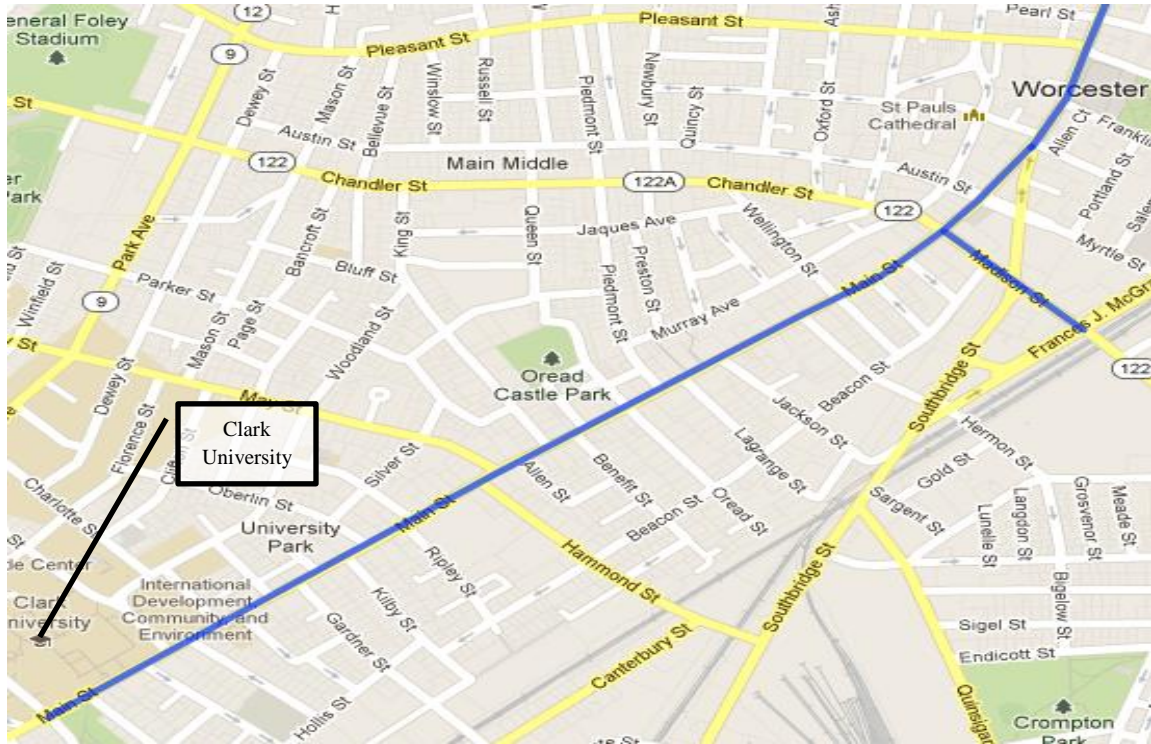 General Foley
Stadium
12
9
Pleasant St
Pearl St
Worcester
Dewey St
Mason St
Bellevue St
Winslow St
Russell St
Piedmont St
Newbury St
Quincy St
Oxford St
St Pauls
Cathedral
Allen Ct
Franklin
Portland St
Salem
St
Austin St
122
Main Middle
Chandler St
122A
Chandler St
Austin St
122
Myrtle St
Park Ave
Bancroft St
King St
Queen St
Jaques Ave
Wellington St
Preston St
Piedmont St
Murray Ave
Main St
Madison St
Frances J. McGr
122
Winfield St
9
Parker St
Bluff St
Mason St
Page St
Woodland St
Dewey St
May St
Oread
Castle Park
Beacon St
Southbridge St
Jackson St
Lagrange St
Hermon St
Florence St
Clifton St
Clark
University
Silver St
Allen St
Benefit St
Oread St
Gold St
Sargent St
Lunelle St
Langdon St
Grosvenor St
Meade St
Charlotte St
Oberlin St
University
Park
Main St
Beacon St
Ripley St
Hammond St
Southbridge St
Bigelow St
Sigel St
Endicott St
Clark
University
International
Development,
Community, and
Environment
Kilby St
Gardner St
Canterbury St
Quinsigam
Main St
Hollis St
Crompton
Park